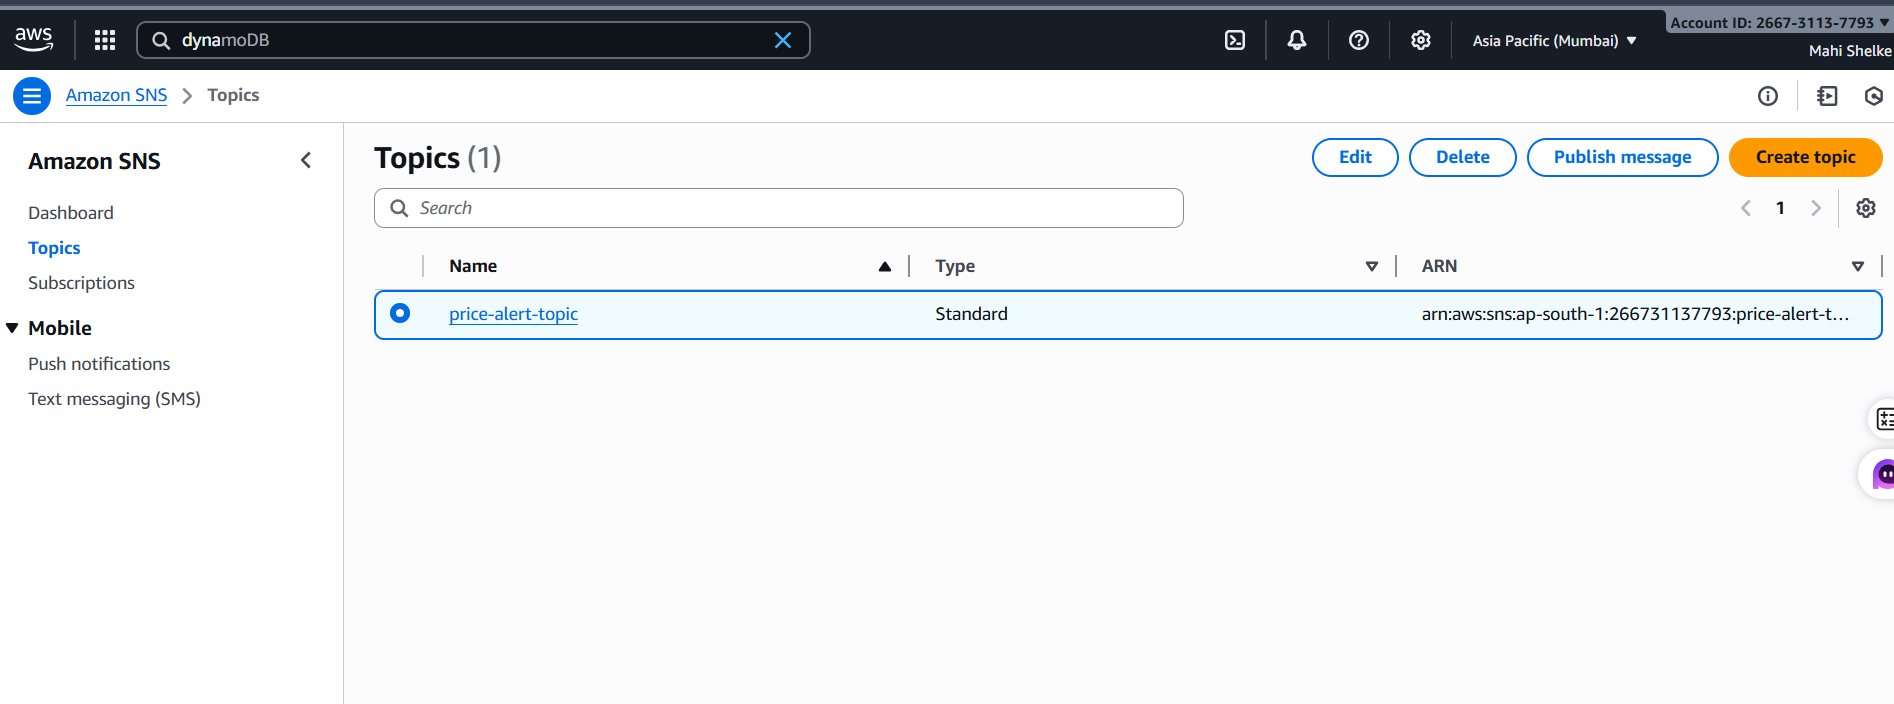 aws
dynamoDB
Asia Pacific (Mumbai)
Account ID: 2667-3113-7793
Mahi Shelke
Amazon SNS
Topics
Amazon SNS
Dashboard
Topics
Subscriptions
Mobile
Push notifications
Text messaging (SMS)
Topics (1)
Edit
Delete
Publish message
Create topic
Search
1
Name
Type
ARN
price-alert-topic
Standard
arn:aws:sns:ap-south-1:266731137793:price-alert-t...